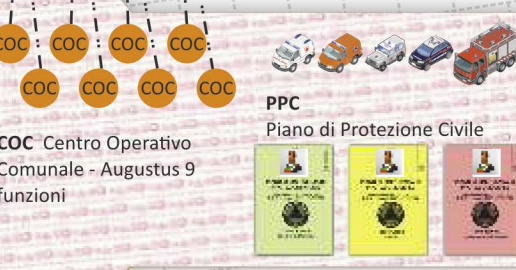 COC COC COC COC
COC COC COC COC
COC Centro Operativo
Comunale - Augustus 9
funzioni
PPC
Piano di Protezione Civile